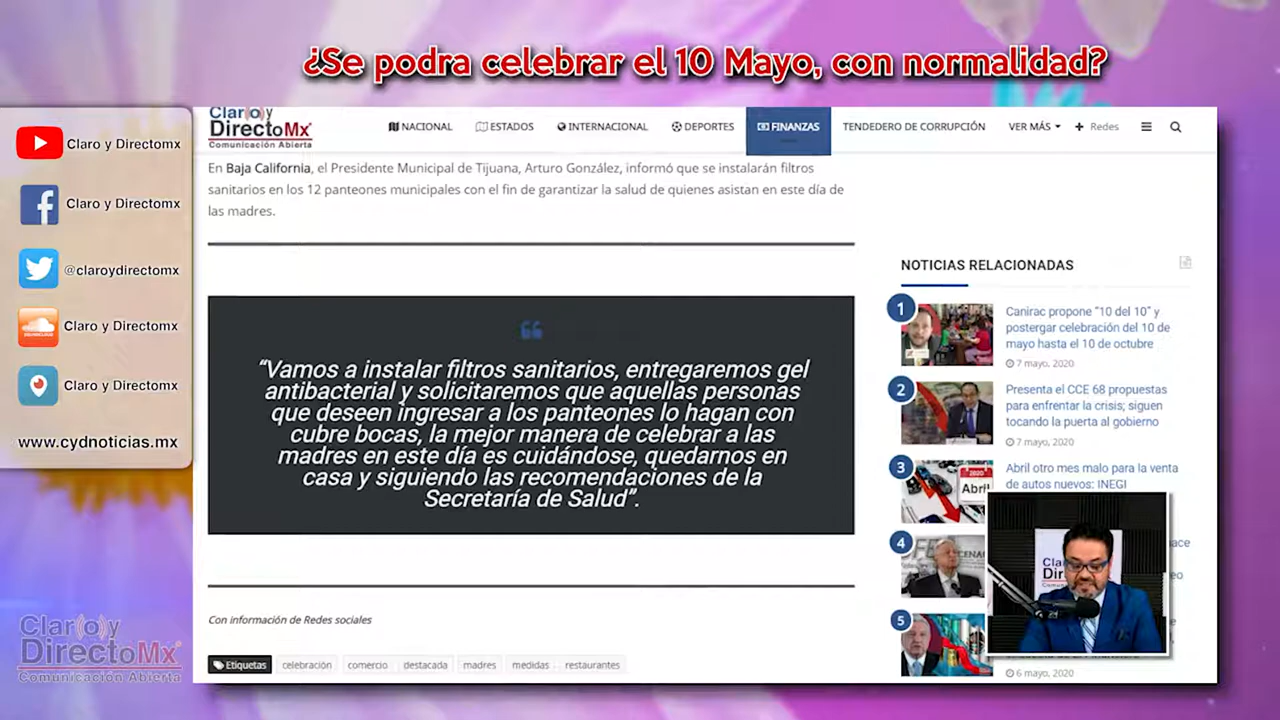 ¿Se podra celebrar el 10 Mayo, con normalidad?
Claro y Directomx
Claro y Directomx
@claroydirectomx
Claro y Directomx
Claro y Directomx
www.cydnoticias.mx
Claro y
DirectoMx
Comunicación Abierta
Claro y
DirectoMx
Comunicación Abierta
NACIONAL
ESTADOS
INTERNACIONAL
DEPORTES
FINANZAS
TENDEDERO DE CORRUPCIÓN
VER MÁS
Redes
En Baja California, el Presidente Municipal de Tijuana, Arturo González, informó que se instalarán filtros
sanitarios en los 12 panteones municipales con el fin de garantizar la salud de quienes asistan en este día de
las madres.
“Vamos a instalar filtros sanitarios, entregaremos gel
antibacterial y solicitaremos que aquellas personas
que deseen ingresar a los panteones lo hagan con
cubre bocas, la mejor manera de celebrar a las
madres en este día es cuidándose, quedarnos en
casa y siguiendo las recomendaciones de la
Secretaría de Salud”.
Con información de Redes sociales
Etiquetas
celebración
comercio
destacada
madres
medidas
restaurantes
NOTICIAS RELACIONADAS
1
Canirac propone “10 del 10” y
postergar celebración del 10 de
mayo hasta el 10 de octubre
7 mayo, 2020
2
Presenta el CCE 68 propuestas
para enfrentar la crisis; siguen
tocando la puerta al gobierno
7 mayo, 2020
3
Abril otro mes malo para la venta
de autos nuevos: INEGI
2020
Abri
4
5
6 mayo, 2020